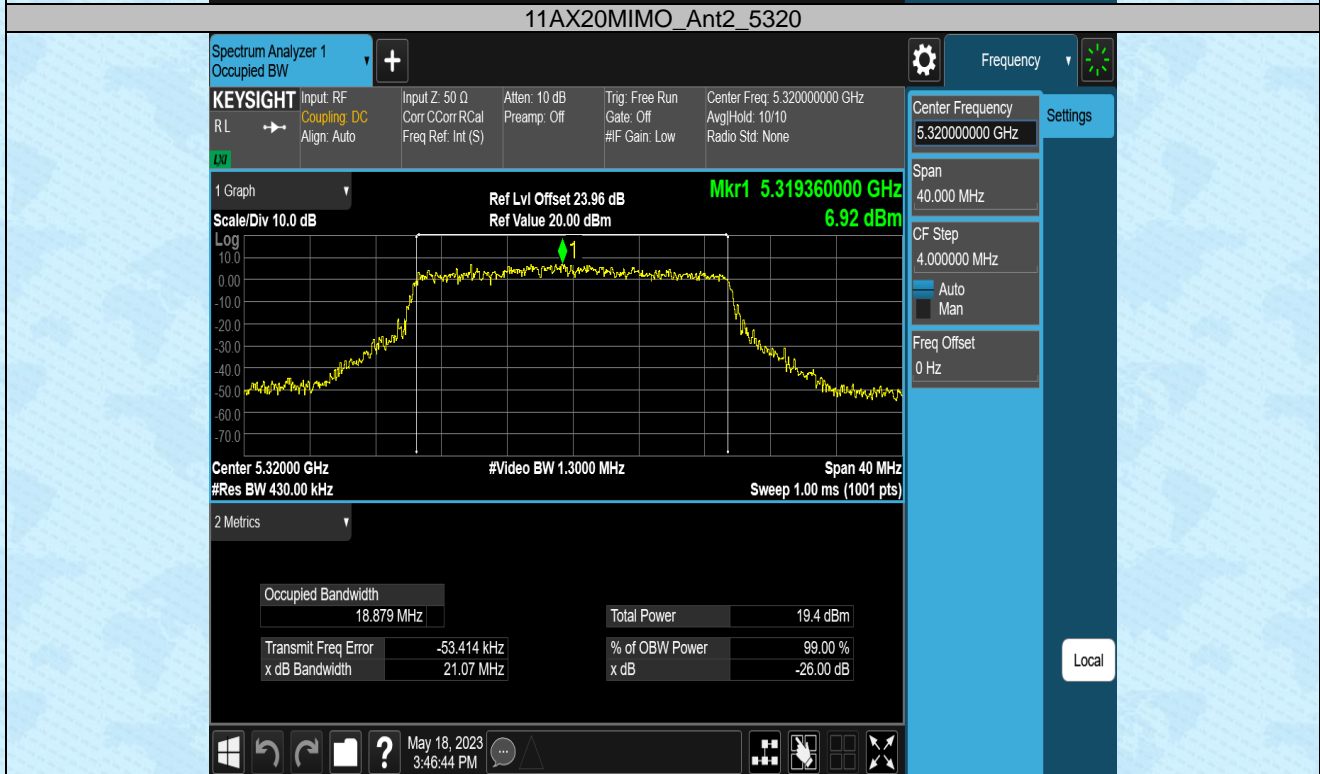 11AX20MIMO_Ant2_5320
Spectrum Analyzer 1
Occupied BW
+
Frequency
KEYSIGHT
RL
LXI
Input: RF
Coupling: DC
Align: Auto
Input Z: 50 Ω
Corr CCorr RCal
Freq Ref: Int (S)
Atten: 10 dB
Preamp: Off
Trig: Free Run
Gate: Off
#IF Gain: Low
Center Freq: 5.320000000 GHz
Avg|Hold: 10/10
Radio Std: None
Center Frequency
5.320000000 GHz
Settings
Span
40.000 MHz
CF Step
4.000000 MHz
Auto
Man
Freq Offset
0 Hz
1 Graph
Scale/Div 10.0 dB
Ref Lvl Offset 23.96 dB
Ref Value 20.00 dBm
Mkr1 5.319360000 GHz
6.92 dBm
Log
1
10.0
0.00
-10.0
-20.0
-30.0
-40.0
-50.0
-60.0
-70.0
Center 5.32000 GHz
#Video BW 1.3000 MHz
Span 40 MHz
#Res BW 430.00 kHz
Sweep 1.00 ms (1001 pts)
2 Metrics
Occupied Bandwidth
18.879 MHz
Total Power 19.4 dBm
Transmit Freq Error -53.414 kHz
% of OBW Power 99.00 %
x dB Bandwidth 21.07 MHz
x dB -26.00 dB
Local
?
May 18, 2023
3:46:44 PM